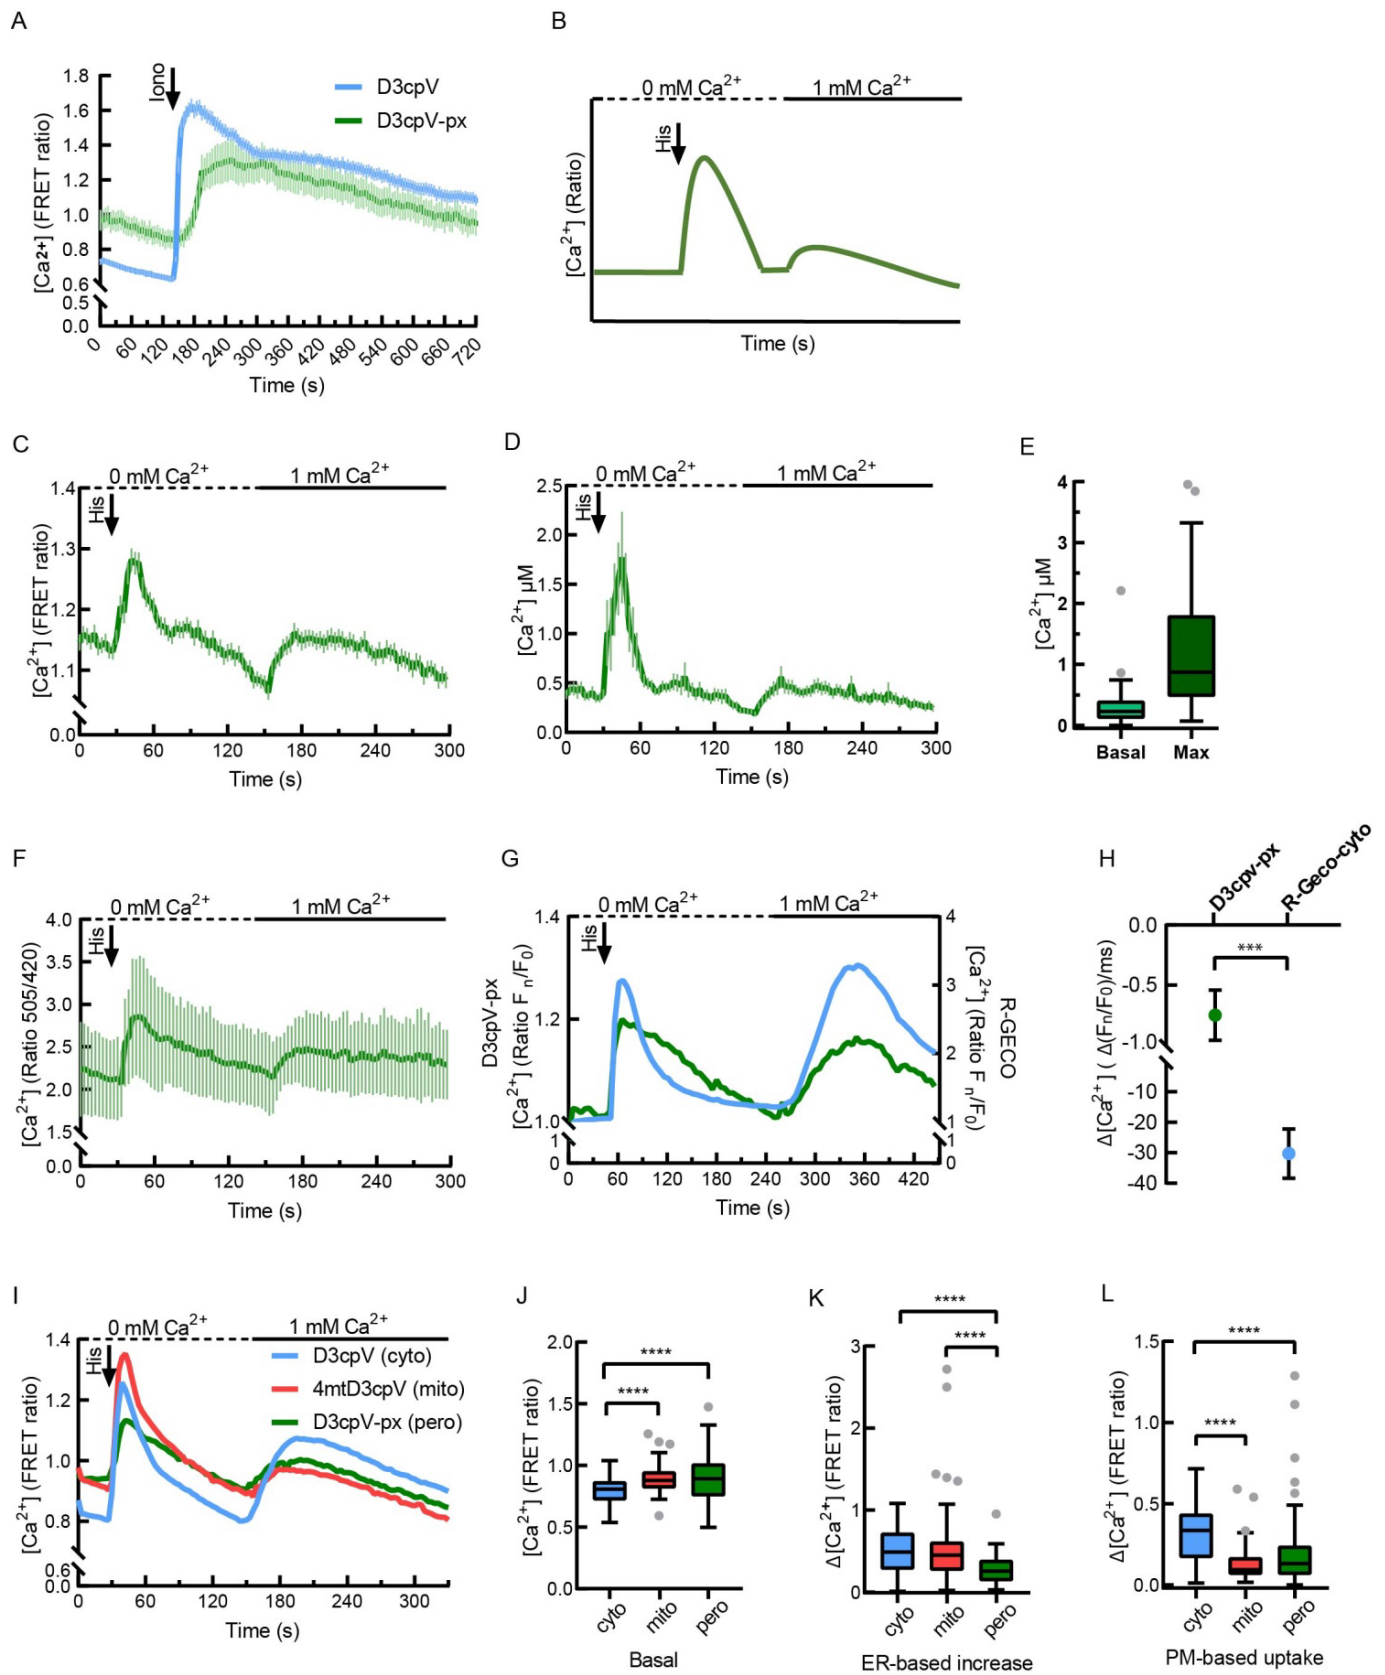 A
[Ca2+] (FRET ratio)
1.8
1.6
1.4
1.2
1.0
0.8
0.6
0.5
0.0
Iono
D3cpV
D3cpV-px
0 60 120 180 240 300 360 420 480 540 600 660 720
Time (s)
B
0 mM Ca2+ 1 mM Ca2+
His
[Ca2+] (Ratio)
Time (s)
C
0 mM Ca2+ 1 mM Ca2+
His
[Ca2+] (FRET ratio)
1.4
1.3
1.2
1.1
0.0
0 60 120 180 240 300
Time (s)
D
0 mM Ca2+ 1 mM Ca2+
His
[Ca2+] µM
2.5
2.0
1.5
1.0
0.5
0.0
0 60 120 180 240 300
Time (s)
E
[Ca2+] µM
4
3
2
1
0
Basal Max
F
0 mM Ca2+ 1 mM Ca2+
His
[Ca2+] (Ratio 505/420)
4.0
3.5
3.0
2.5
2.0
1.5
0.0
0 60 120 180 240 300
Time (s)
G
0 mM Ca2+ 1 mM Ca2+
His
D3cpV-px
[Ca2+] (Ratio Fn/F0)
1.4
1.2
1.0
1
0
4
3
2
1
1
0
R-GECO
[Ca2+] (Ratio Fn/F0)
0 60 120 180 240 300 360 420
Time (s)
H
D3cpv-px
R-Geco-cyto
Δ[Ca2+] ( Δ(Fn/F0)/ms)
0.0
-0.5
-1.0
-10
-20
-30
-40
***
I
0 mM Ca2+ 1 mM Ca2+
His
D3cpV (cyto)
4mtD3cpV (mito)
D3cpV-px (pero)
[Ca2+] (FRET ratio)
1.4
1.2
1.0
0.8
0.6
0.0
0 60 120 180 240 300
Time (s)
J
[Ca2+] (FRET ratio)
2.0
1.5
1.0
0.5
0.0
****
****
cyto mito pero
Basal
K
Δ[Ca2+] (FRET ratio)
3
2
1
0
****
****
cyto mito pero
ER-based increase
L
Δ[Ca2+] (FRET ratio)
1.5
1.0
0.5
0.0
****
****
cyto mito pero
PM-based uptake